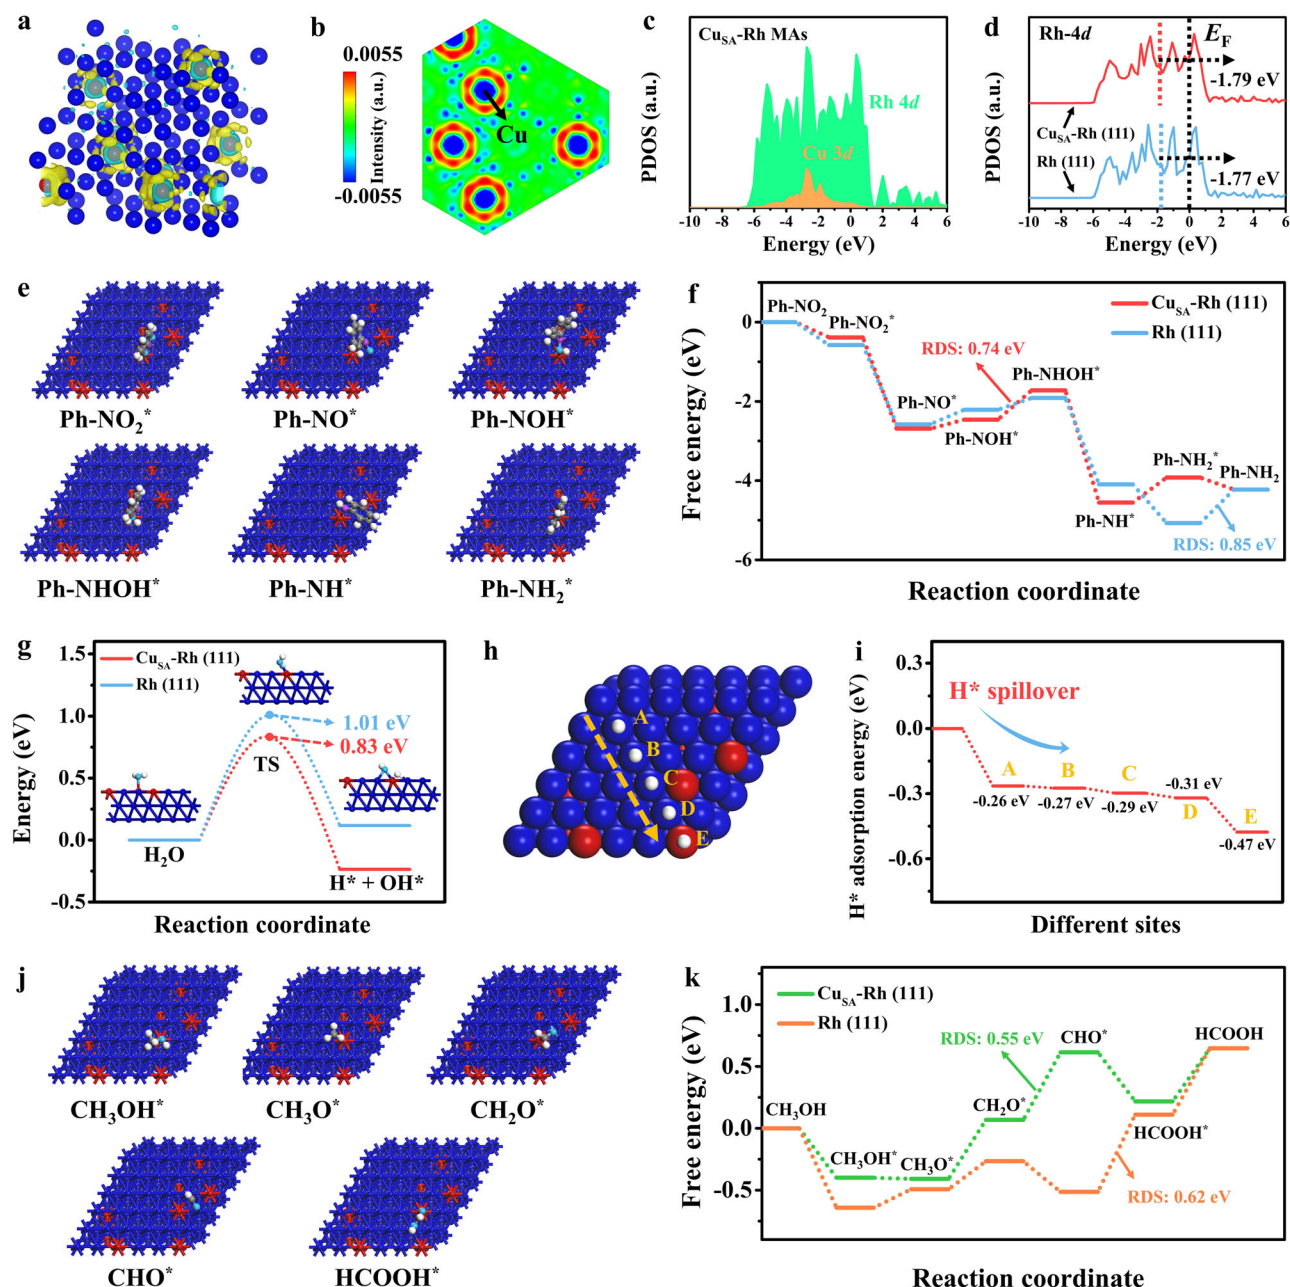 a
b
0.0055
Intensity (a.u.)
-0.0055
Cu
c
Cu_SA-Rh MAs
Rh 4d
Cu 3d
PDOS (a.u.)
-10 -8 -6 -4 -2 0 2 4 6
Energy (eV)
d
Rh-4d
E_F
-1.79 eV
Cu_SA-Rh (111)
Rh (111)
-1.77 eV
PDOS (a.u.)
-10 -8 -6 -4 -2 0 2 4 6
Energy (eV)
e
Ph-NO₂*
Ph-NO*
Ph-NOH*
Ph-NHOH*
Ph-NH*
Ph-NH₂*
f
Cu_SA-Rh (111)
Rh (111)
Ph-NO₂
Ph-NO₂*
RDS: 0.74 eV
Ph-NHOH*
Ph-NO*
Ph-NOH*
Ph-NH₂*
Ph-NH₂
Ph-NH*
RDS: 0.85 eV
Free energy (eV)
0
-2
-4
-6
Reaction coordinate
g
Cu_SA-Rh (111)
Rh (111)
1.01 eV
0.83 eV
TS
H₂O
H* + OH*
Energy (eV)
1.5
1.0
0.5
0.0
-0.5
Reaction coordinate
h
A
B
C
D
E
i
H* spillover
A
B
C
D
E
-0.26 eV
-0.27 eV
-0.29 eV
-0.31 eV
-0.47 eV
H* adsorption energy (eV)
0.3
0.0
-0.3
-0.6
Different sites
j
CH₃OH*
CH₃O*
CH₂O*
CHO*
HCOOH*
k
Cu_SA-Rh (111)
Rh (111)
RDS: 0.55 eV
CHO*
HCOOH
CH₃OH
CH₂O*
HCOOH*
CH₃OH*
CH₃O*
RDS: 0.62 eV
Free energy (eV)
1.0
0.5
0.0
-0.5
Reaction coordinate